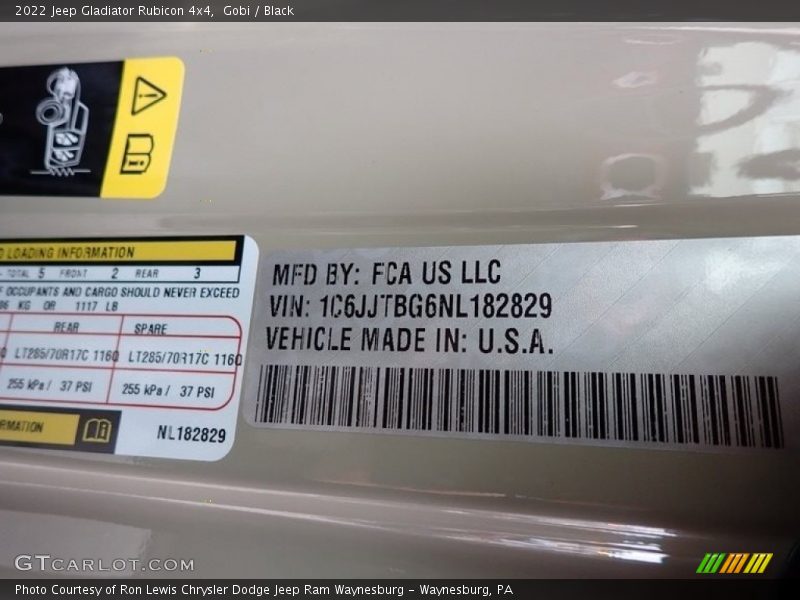 2022 Jeep Gladiator Rubicon 4x4,  Gobi / Black
LOADING INFORMATION
TOTAL 5 FRONT 2 REAR 3
OCCUPANTS AND CARGO SHOULD NEVER EXCEED
KG OR 1117 LB
REAR SPARE
LT285/70R17C 116Q LT285/70R17C 116Q
255 kPa / 37 PSI 255 kPa / 37 PSI
NL182829
MFD BY: FCA US LLC
VIN: 1C6JJTBG6NL182829
VEHICLE MADE IN: U.S.A.
GTCARLOT.COM
Photo Courtesy of Ron Lewis Chrysler Dodge Jeep Ram Waynesburg – Waynesburg, PA